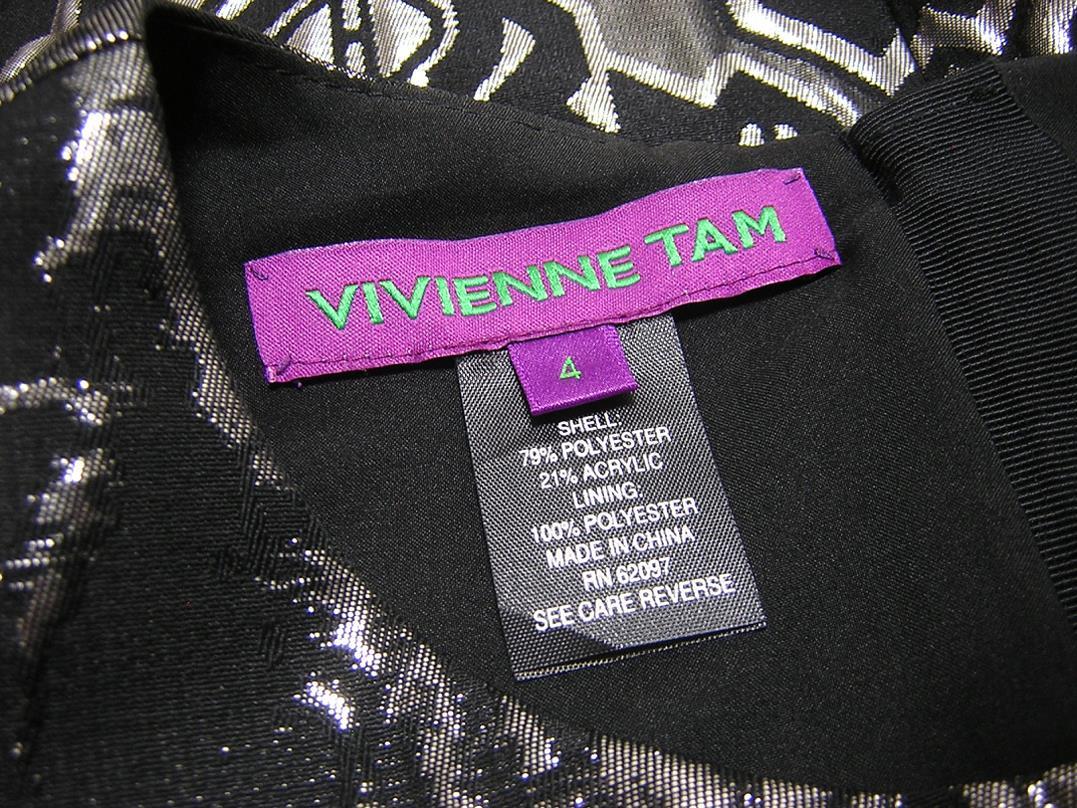 VIVIENNE TAM
4
SHELL:
79% POLYESTER
21% ACRYLIC
LINING:
100% POLYESTER
MADE IN CHINA
RN 62097
SEE CARE REVERSE